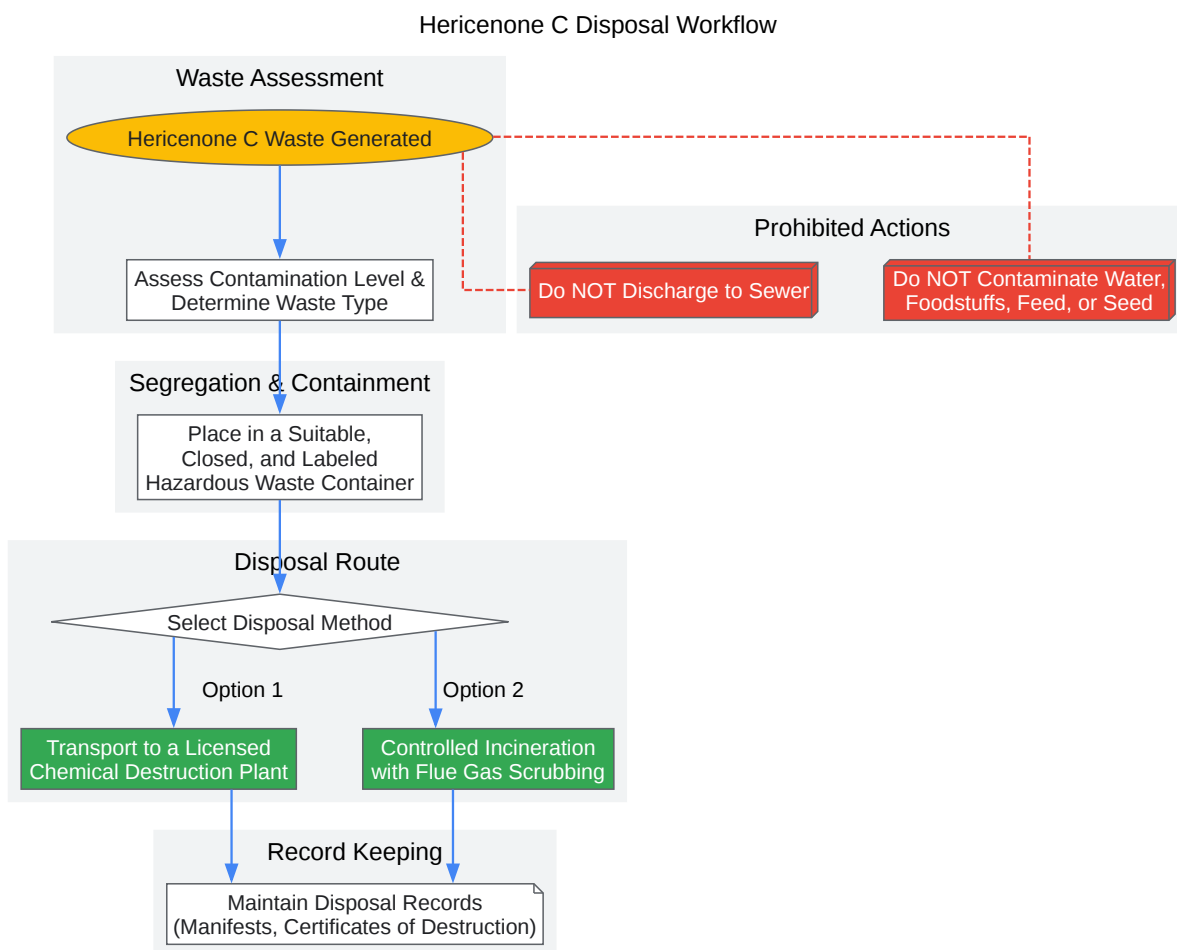 Hericenone C Disposal Workflow
Waste Assessment
Hericenone C Waste Generated
Prohibited Actions
Assess Contamination Level &
Determine Waste Type
Do NOT Discharge to Sewer
Do NOT Contaminate Water,
Foodstuffs, Feed, or Seed
Segregation & Containment
Place in a Suitable,
Closed, and Labeled
Hazardous Waste Container
Disposal Route
Select Disposal Method
Option 1
Option 2
Transport to a Licensed
Chemical Destruction Plant
Controlled Incineration
with Flue Gas Scrubbing
Record Keeping
Maintain Disposal Records
(Manifests, Certificates of Destruction)